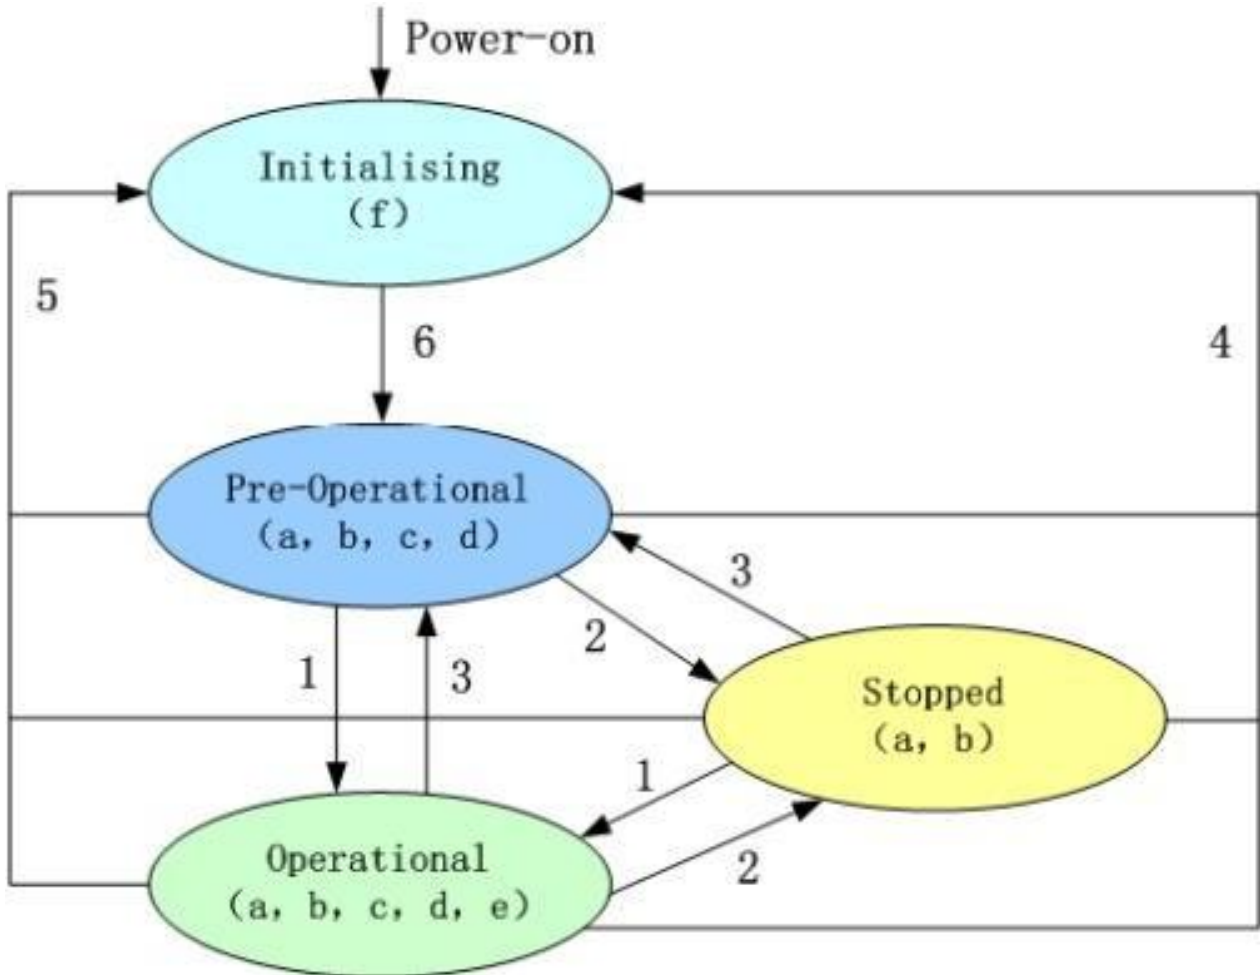 Power-on
Initialising
(f)
5
6
4
Pre-Operational
(a, b, c, d)
3
2
1
3
Stopped
(a, b)
1
Operational
(a, b, c, d, e)
2